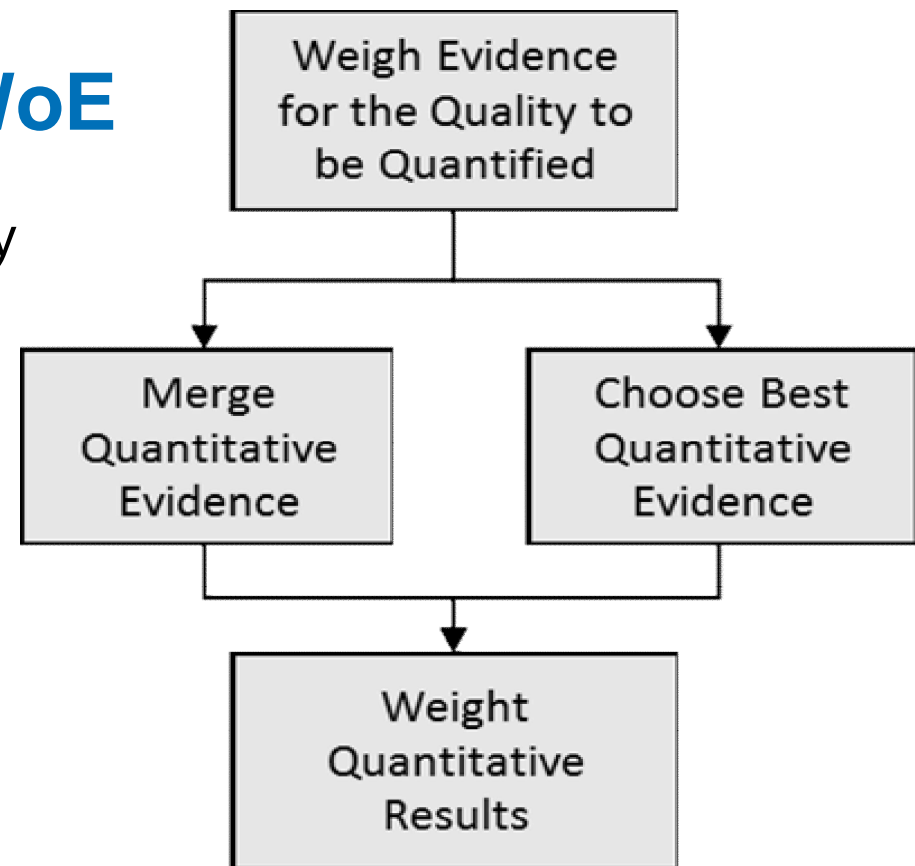 WoE
y
Weigh Evidence
for the Quality to
be Quantified
Merge
Quantitative
Evidence
Choose Best
Quantitative
Evidence
Weight
Quantitative
Results